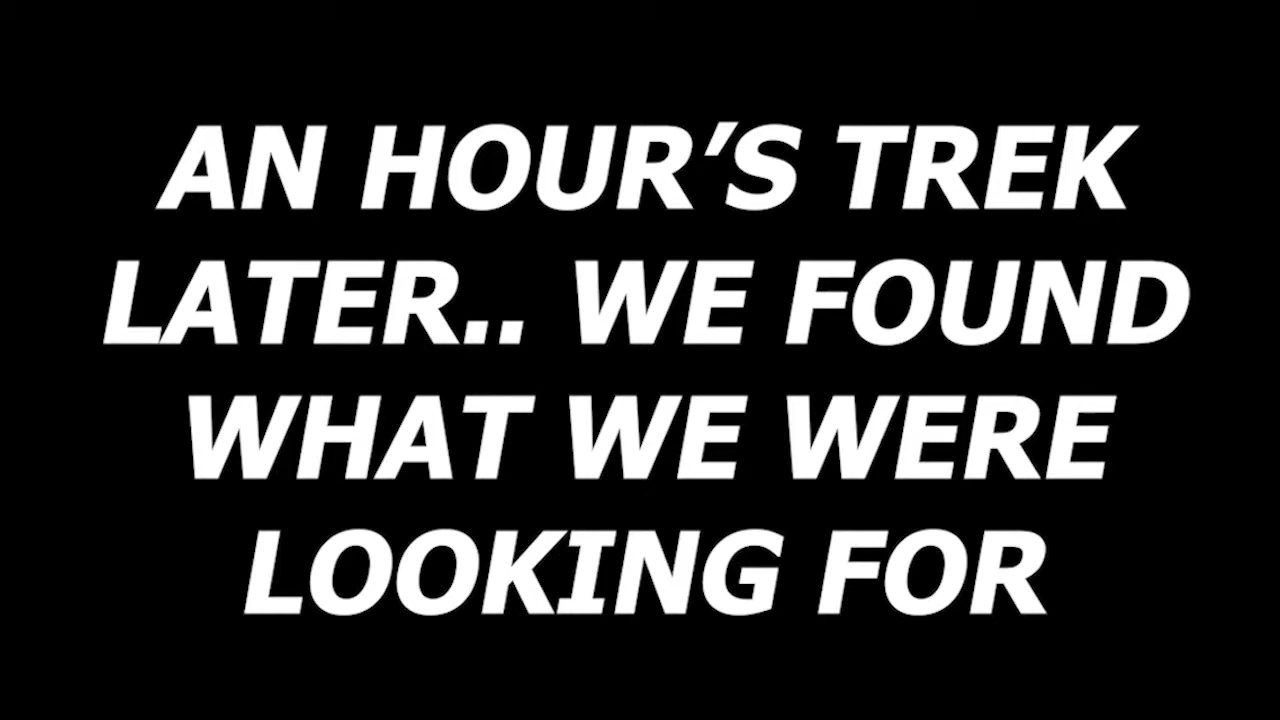 AN HOUR’S TREK
LATER.. WE FOUND
WHAT WE WERE
LOOKING FOR